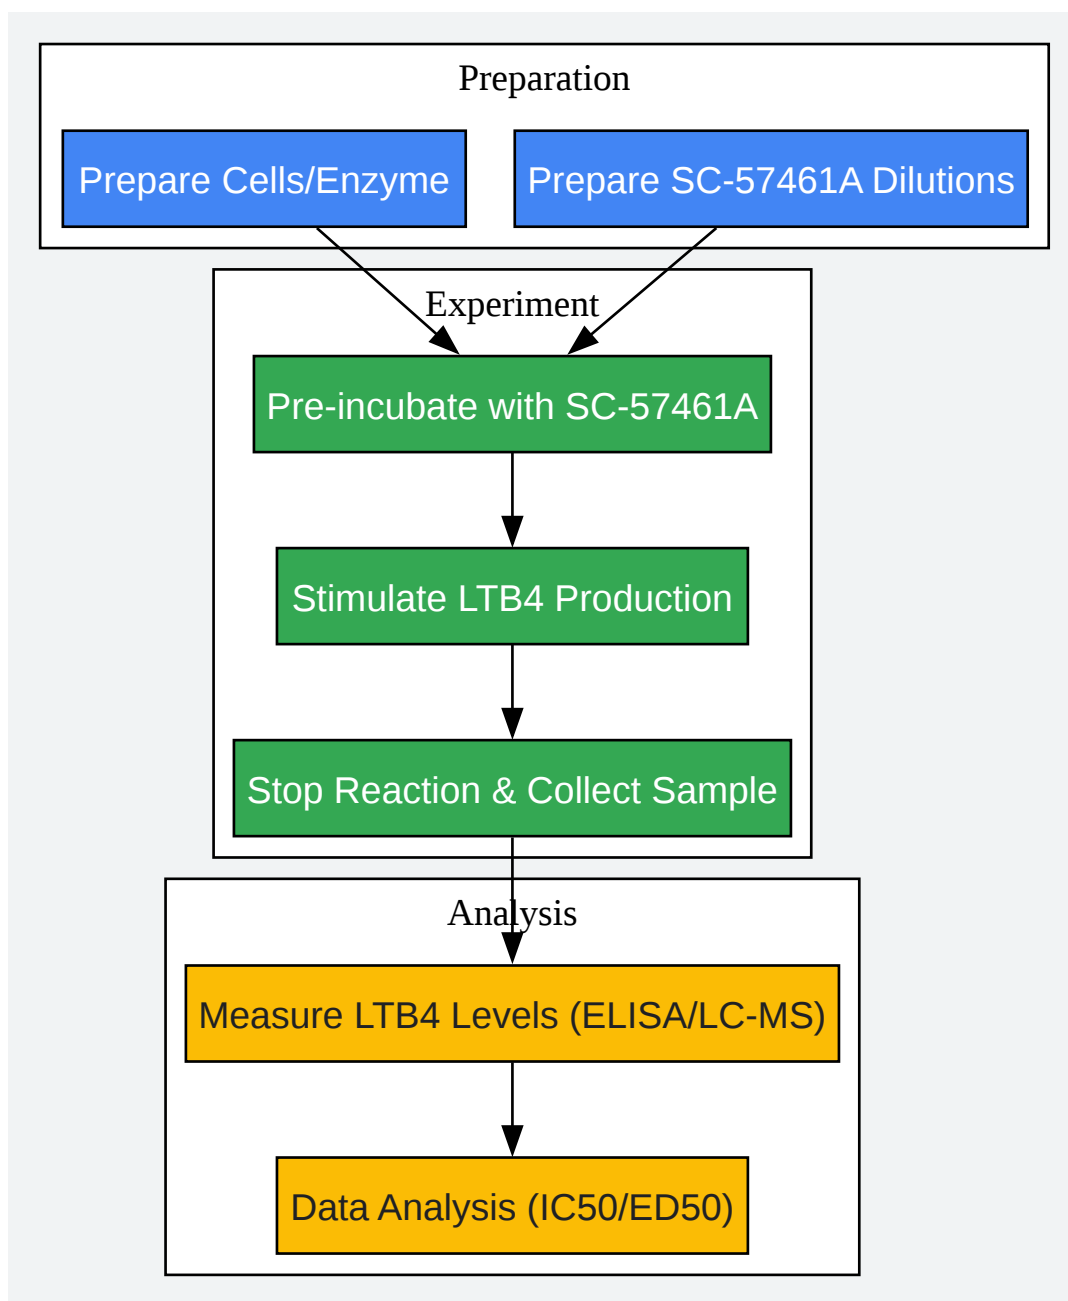 Preparation
Prepare Cells/Enzyme
Prepare SC-57461A Dilutions
Experiment
Pre-incubate with SC-57461A
Stimulate LTB4 Production
Stop Reaction & Collect Sample
Analysis
Measure LTB4 Levels (ELISA/LC-MS)
Data Analysis (IC50/ED50)